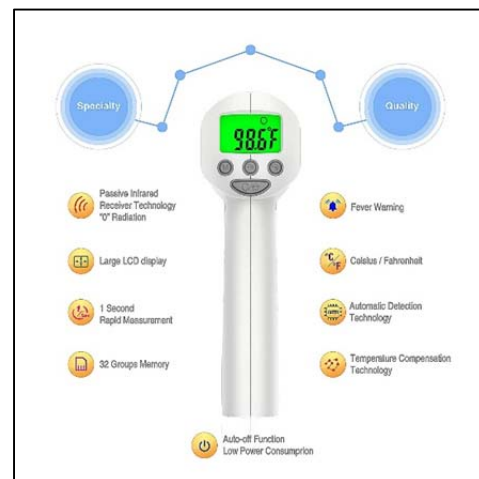 Specialty
Quality
98.6°F
Passive Infrared
Receiver Technology
"0" Radiation
Large LCD display
1 Second
Rapid Measurement
32 Groups Memory
Fever Warning
°C/°F
Celsius / Fahrenheit
Automatic Detection
Technology
Temperature Compensation
Technology
Auto-off Function
Low Power Consumprion